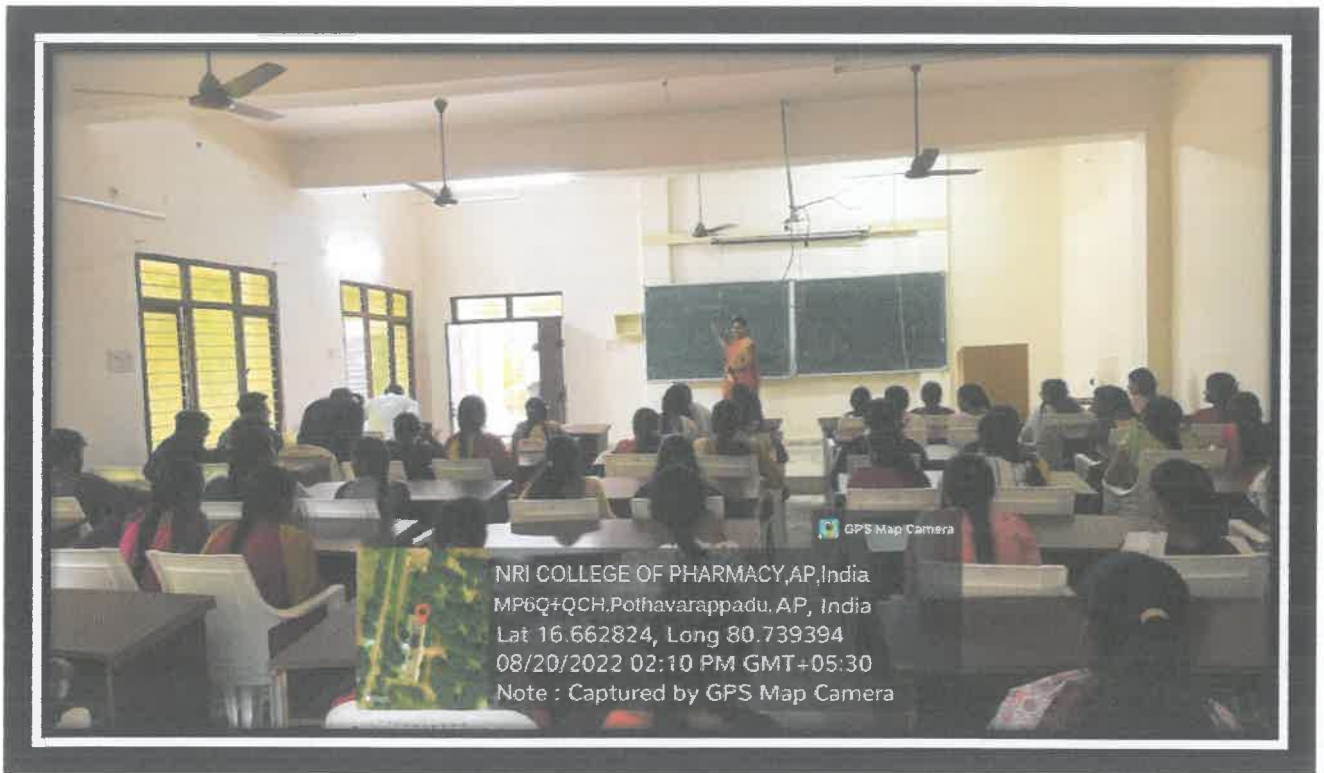 GPS Map Camera
NRI COLLEGE OF PHARMACY,AP,India
MP6Q+QCH.Pothavarappadu, AP, India
Lat 16.662824, Long 80.739394
08/20/2022 02:10 PM GMT+05:30
Note : Captured by GPS Map Camera